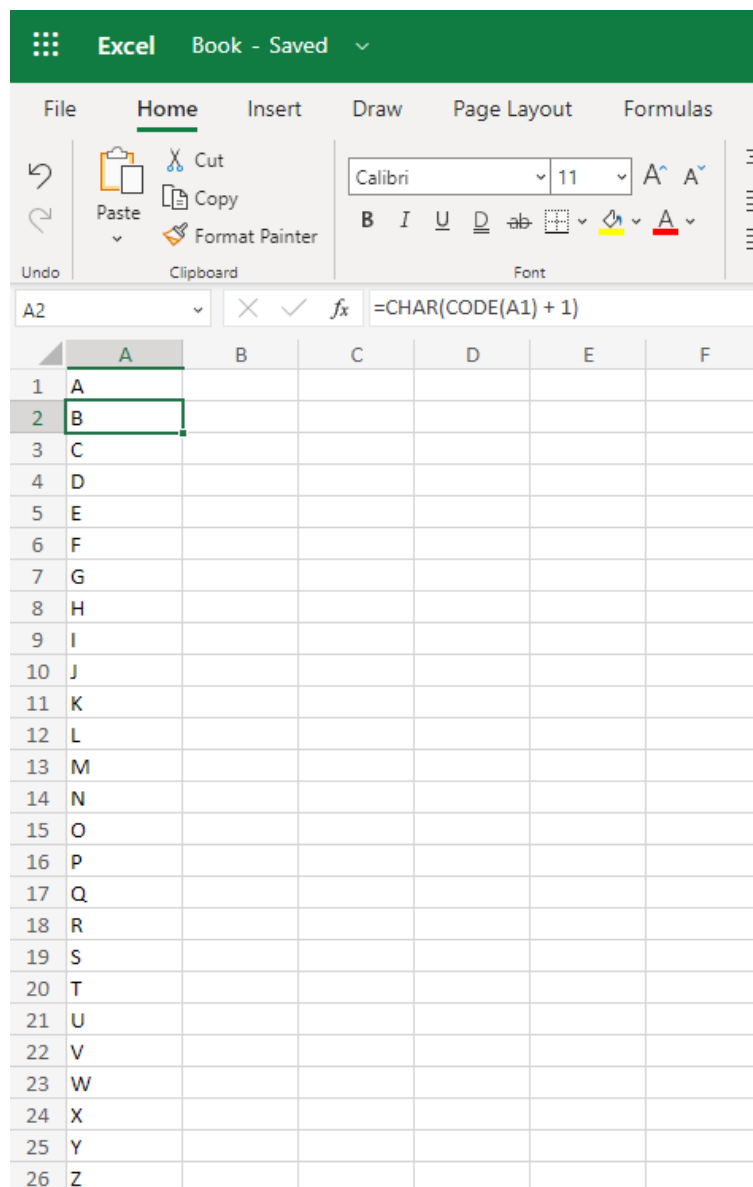 Excel Book - Saved
File Home Insert Draw Page Layout Formulas
Cut
Copy
Format Painter
Paste
Calibri 11 A A
B I U D ab A
Undo Clipboard Font
A2 fx =CHAR(CODE(A1) + 1)
A B C D E F
1 A
2 B
3 C
4 D
5 E
6 F
7 G
8 H
9 I
10 J
11 K
12 L
13 M
14 N
15 O
16 P
17 Q
18 R
19 S
20 T
21 U
22 V
23 W
24 X
25 Y
26 Z